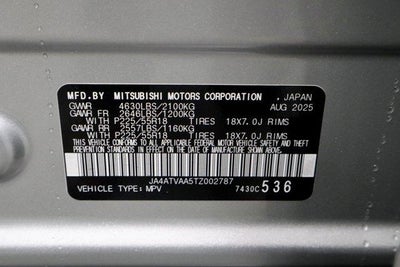 MFD.BY MITSUBISHI MOTORS CORPORATION , JAPAN
AUG 2025
GVWR 4630LBS/2100KG
GAWR FR 2646LBS/1200KG
WITH P225/55R18 TIRES 18X7.0J RIMS
GAWR RR 2557LBS/1160KG
WITH P225/55R18 TIRES 18X7.0J RIMS
THIS VEHICLE CONFORMS TO ALL APPLICABLE
FEDERAL MOTOR VEHICLE SAFETY AND THEFT PREVENTION
STANDARDS IN EFFECT ON THE DATE OF MANUFACTURE
SHOWN ABOVE.
JA4ATVAA5TZ002787
VEHICLE TYPE: MPV 7430C 536